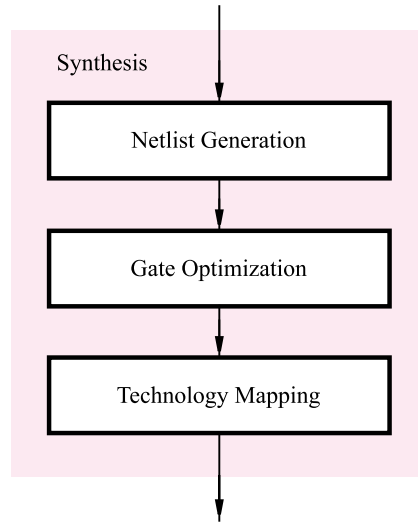 Synthesis
Netlist Generation
Gate Optimization
Technology Mapping